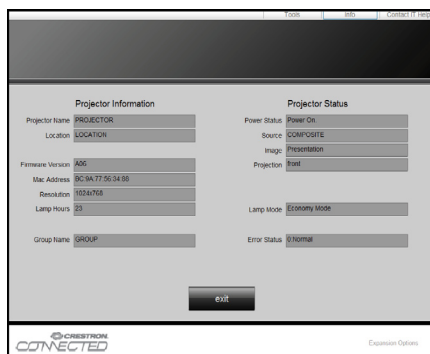 Tools Info Contact IT Help
Projector Information
Projector Name PROJECTOR
Location LOCATION
Firmware Version A06
Mac Address BC:9A:77:56:34:88
Resolution 1024x768
Lamp Hours 23
Group Name GROUP
Projector Status
Power Status Power On.
Source COMPOSITE
Image Presentation
Projection front
Lamp Mode Economy Mode
Error Status 0:Normal
exit
CRESTRON
CONNECTED
Expansion Options